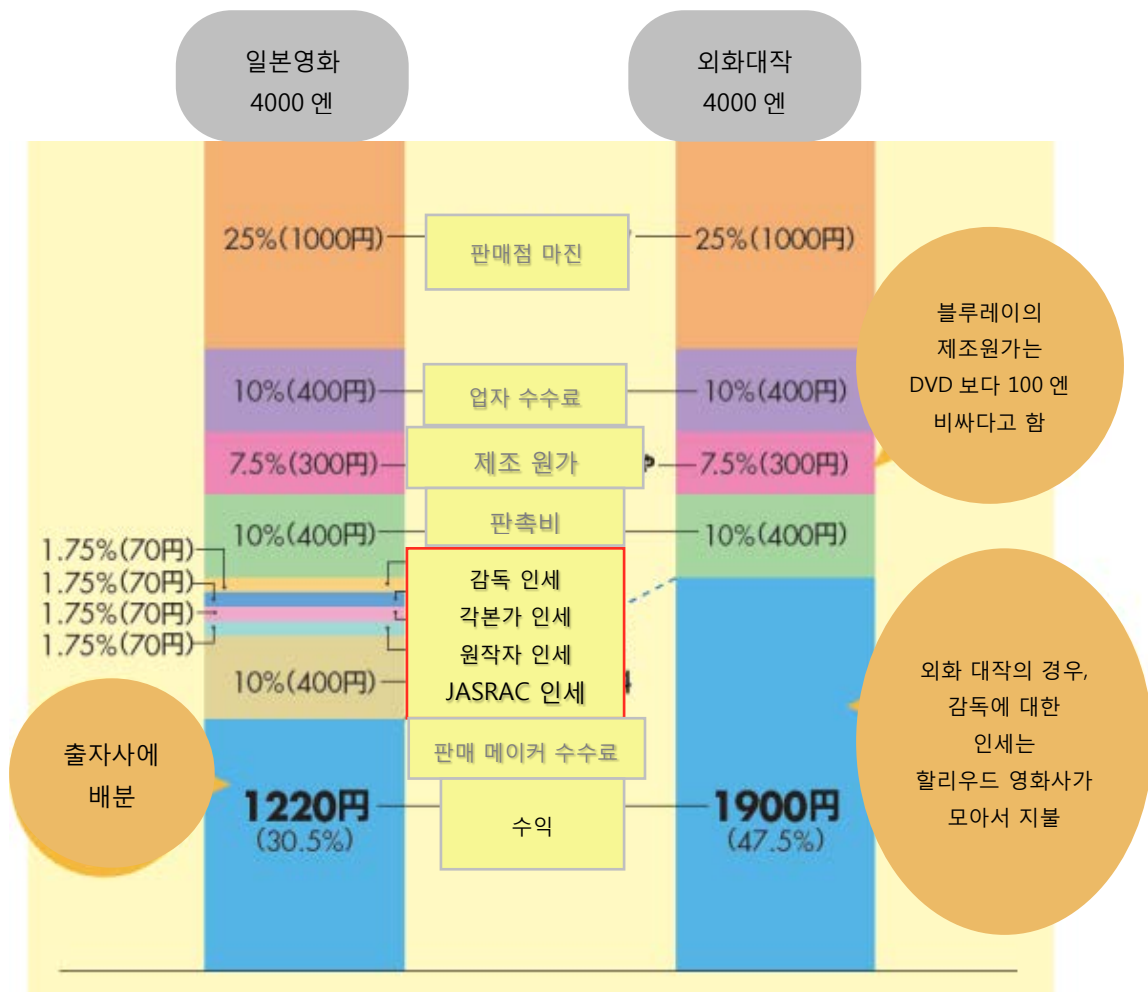 일본영화
4000 엔
외화대작
4000 엔
25%(1000円)
판매점 마진
25%(1000円)
블루레이의
제조원가는
DVD 보다 100 엔
비싸다고 함
10%(400円)
업자 수수료
10%(400円)
7.5%(300円)
제조 원가
7.5%(300円)
10%(400円)
판촉비
10%(400円)
1.75%(70円)
1.75%(70円)
1.75%(70円)
1.75%(70円)
감독 인세
각본가 인세
원작자 인세
JASRAC 인세
10%(400円)
외화 대작의 경우,
감독에 대한
인세는
할리우드 영화사가
모아서 지불
출자사에
배분
판매 메이커 수수료
1220円
(30.5%)
수익
1900円
(47.5%)